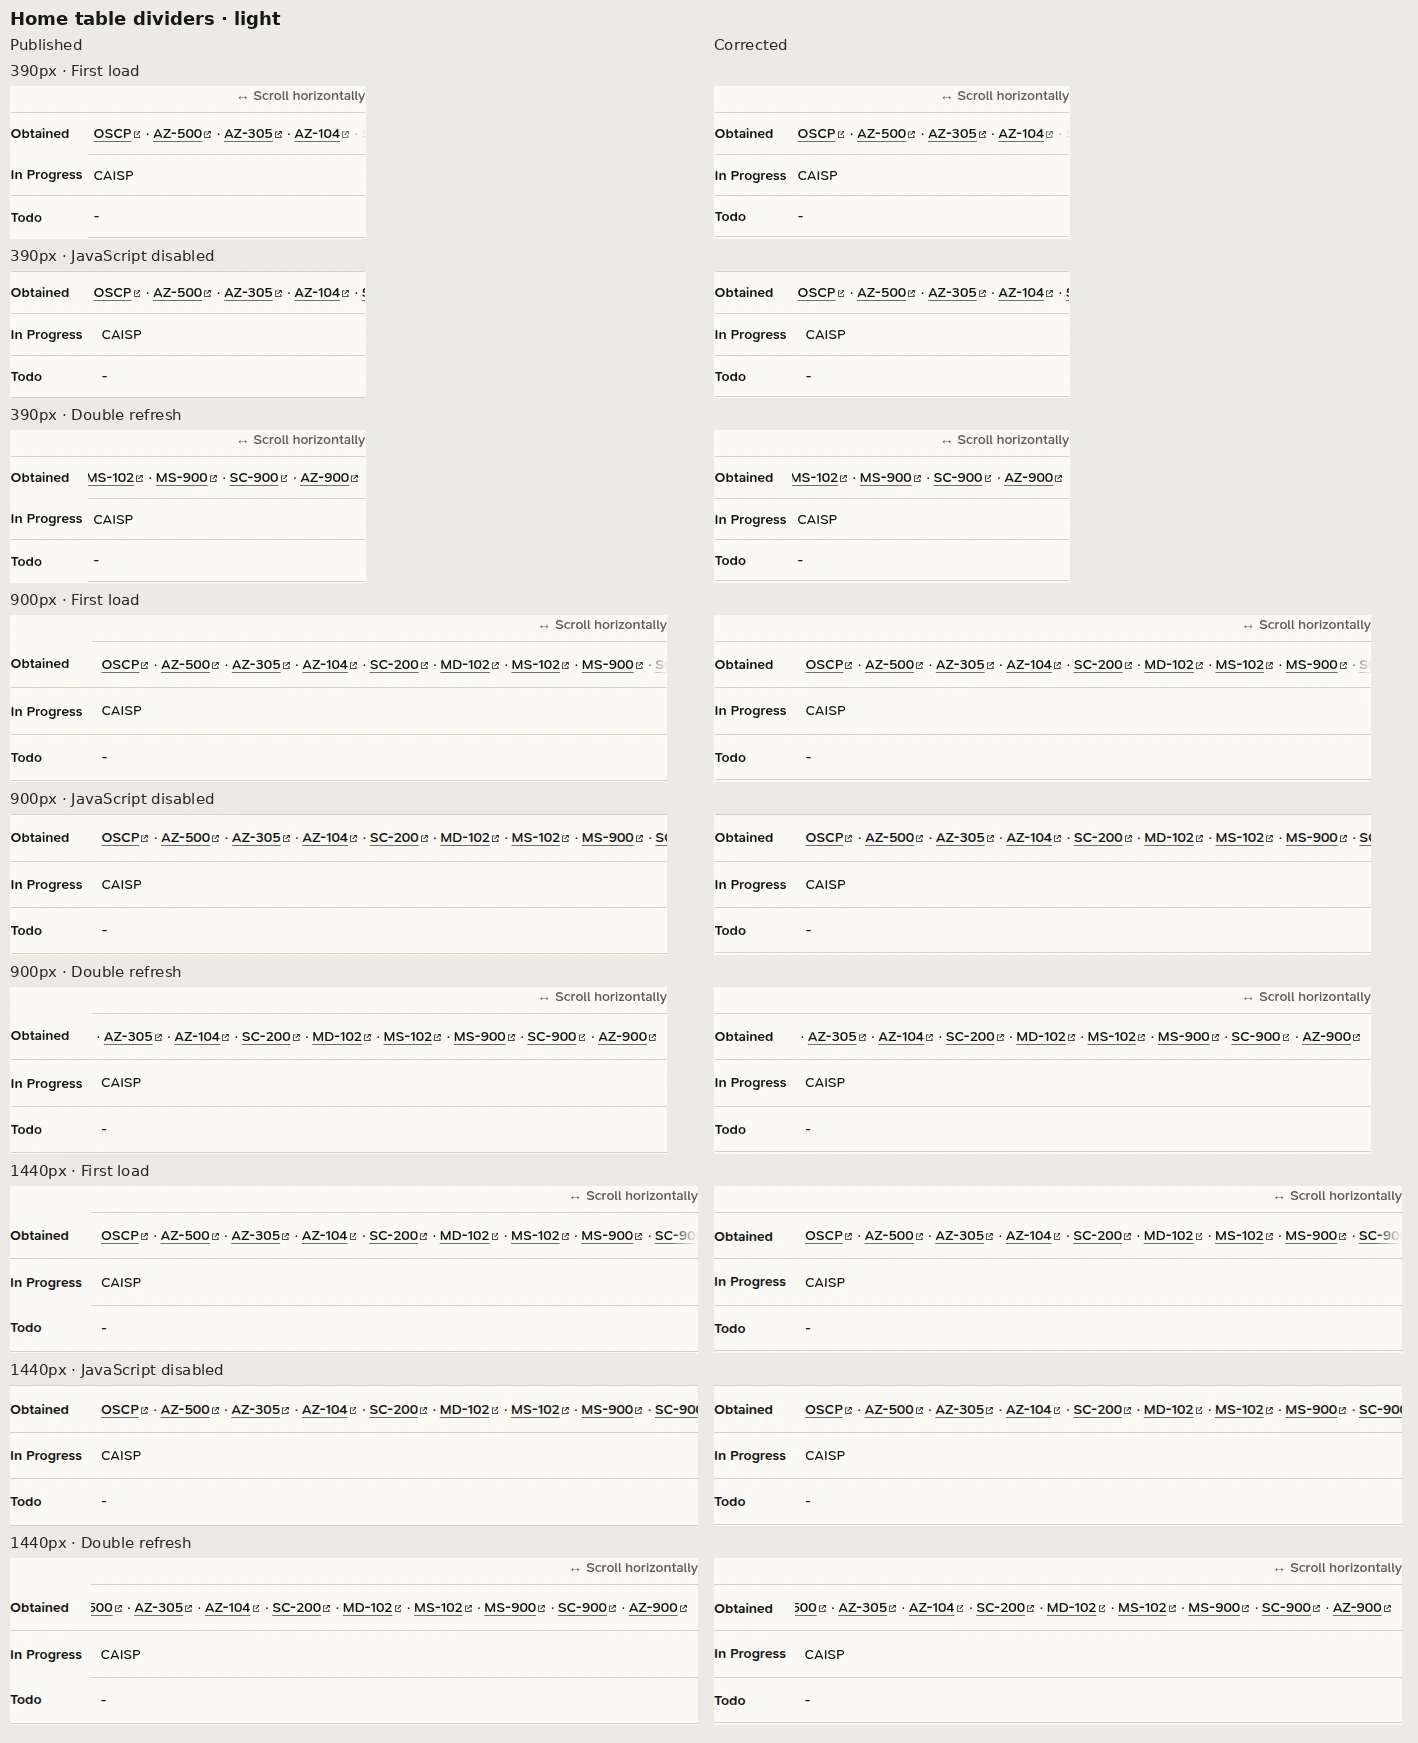 Home table dividers · light
Published Corrected
390px · First load
↔ Scroll horizontally ↔ Scroll horizontally
Obtained OSCP · AZ-500 · AZ-305 · AZ-104 · Obtained OSCP · AZ-500 · AZ-305 · AZ-104 ·
In Progress CAISP In Progress CAISP
Todo - Todo -
390px · JavaScript disabled
Obtained OSCP · AZ-500 · AZ-305 · AZ-104 · Obtained OSCP · AZ-500 · AZ-305 · AZ-104 ·
In Progress CAISP In Progress CAISP
Todo - Todo -
390px · Double refresh
↔ Scroll horizontally ↔ Scroll horizontally
Obtained MS-102 · MS-900 · SC-900 · AZ-900 Obtained MS-102 · MS-900 · SC-900 · AZ-900
In Progress CAISP In Progress CAISP
Todo - Todo -
900px · First load
↔ Scroll horizontally ↔ Scroll horizontally
Obtained OSCP · AZ-500 · AZ-305 · AZ-104 · SC-200 · MD-102 · MS-102 · MS-900 · Obtained OSCP · AZ-500 · AZ-305 · AZ-104 · SC-200 · MD-102 · MS-102 · MS-900 ·
In Progress CAISP In Progress CAISP
Todo - Todo -
900px · JavaScript disabled
Obtained OSCP · AZ-500 · AZ-305 · AZ-104 · SC-200 · MD-102 · MS-102 · MS-900 · Obtained OSCP · AZ-500 · AZ-305 · AZ-104 · SC-200 · MD-102 · MS-102 · MS-900 ·
In Progress CAISP In Progress CAISP
Todo - Todo -
900px · Double refresh
↔ Scroll horizontally ↔ Scroll horizontally
Obtained · AZ-305 · AZ-104 · SC-200 · MD-102 · MS-102 · MS-900 · SC-900 · AZ-900 Obtained · AZ-305 · AZ-104 · SC-200 · MD-102 · MS-102 · MS-900 · SC-900 · AZ-900
In Progress CAISP In Progress CAISP
Todo - Todo -
1440px · First load
↔ Scroll horizontally ↔ Scroll horizontally
Obtained OSCP · AZ-500 · AZ-305 · AZ-104 · SC-200 · MD-102 · MS-102 · MS-900 · SC-90 Obtained OSCP · AZ-500 · AZ-305 · AZ-104 · SC-200 · MD-102 · MS-102 · MS-900 · SC-90
In Progress CAISP In Progress CAISP
Todo - Todo -
1440px · JavaScript disabled
Obtained OSCP · AZ-500 · AZ-305 · AZ-104 · SC-200 · MD-102 · MS-102 · MS-900 · SC-900 Obtained OSCP · AZ-500 · AZ-305 · AZ-104 · SC-200 · MD-102 · MS-102 · MS-900 · SC-900
In Progress CAISP In Progress CAISP
Todo - Todo -
1440px · Double refresh
↔ Scroll horizontally ↔ Scroll horizontally
Obtained 500 · AZ-305 · AZ-104 · SC-200 · MD-102 · MS-102 · MS-900 · SC-900 · AZ-900 Obtained 500 · AZ-305 · AZ-104 · SC-200 · MD-102 · MS-102 · MS-900 · SC-900 · AZ-900
In Progress CAISP In Progress CAISP
Todo - Todo -